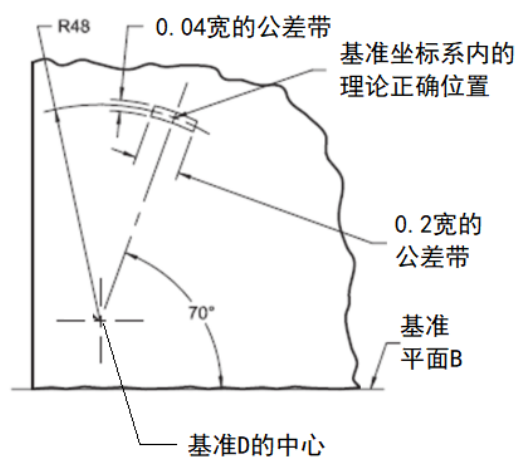 R48
0.04宽的公差带
基准坐标系内的
理论正确位置
0.2宽的
公差带
70°
基准
平面B
基准D的中心